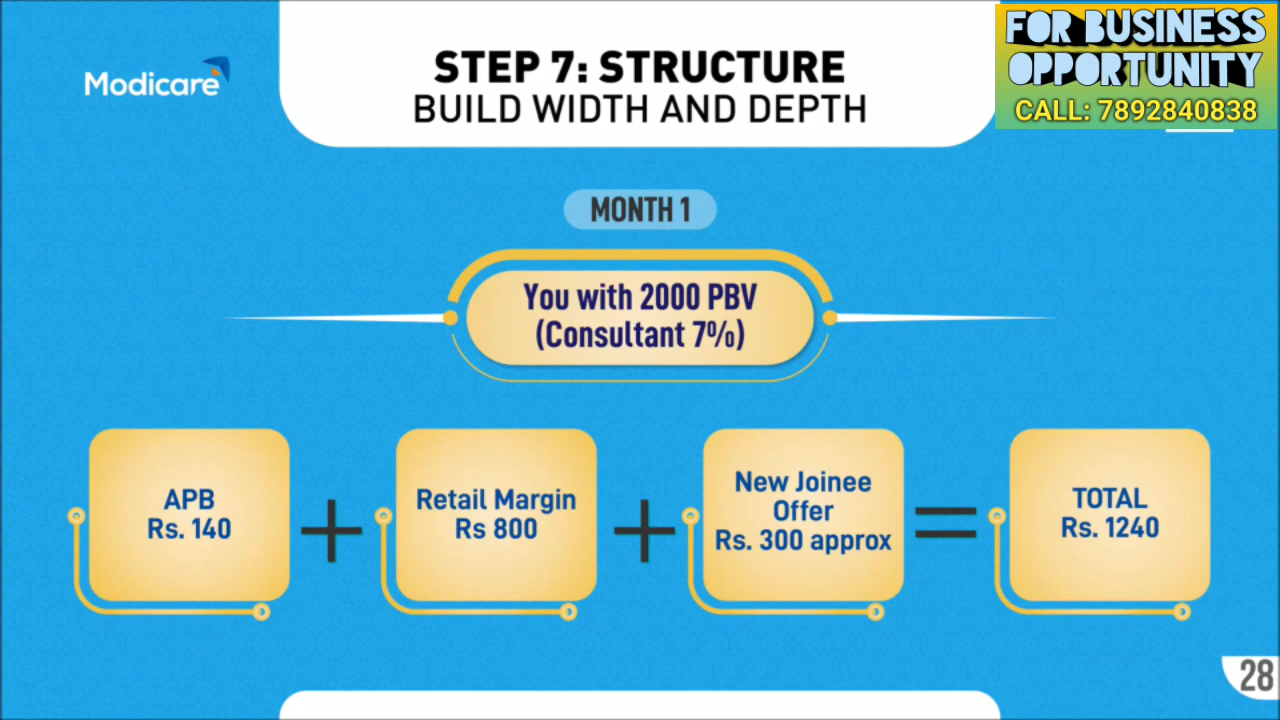 Modicare
STEP 7: STRUCTURE
BUILD WIDTH AND DEPTH
FOR BUSINESS
OPPORTUNITY
CALL: 7892840838
MONTH 1
You with 2000 PBV
(Consultant 7%)
APB
Rs. 140
+
Retail Margin
Rs 800
+
New Joinee
Offer
Rs. 300 approx
=
TOTAL
Rs. 1240
28